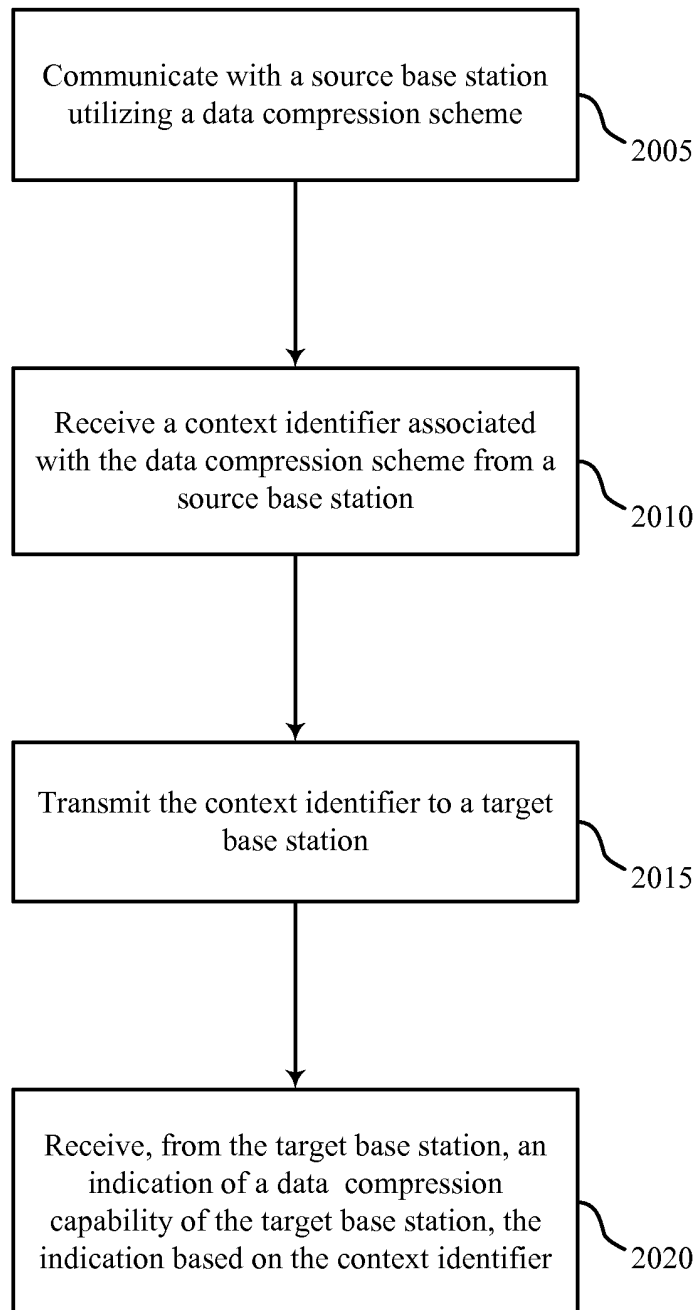 Communicate with a source base station
utilizing a data compression scheme
2005
Receive a context identifier associated
with the data compression scheme from a
source base station
2010
Transmit the context identifier to a target
base station
2015
Receive, from the target base station, an
indication of a data compression
capability of the target base station, the
indication based on the context identifier
2020